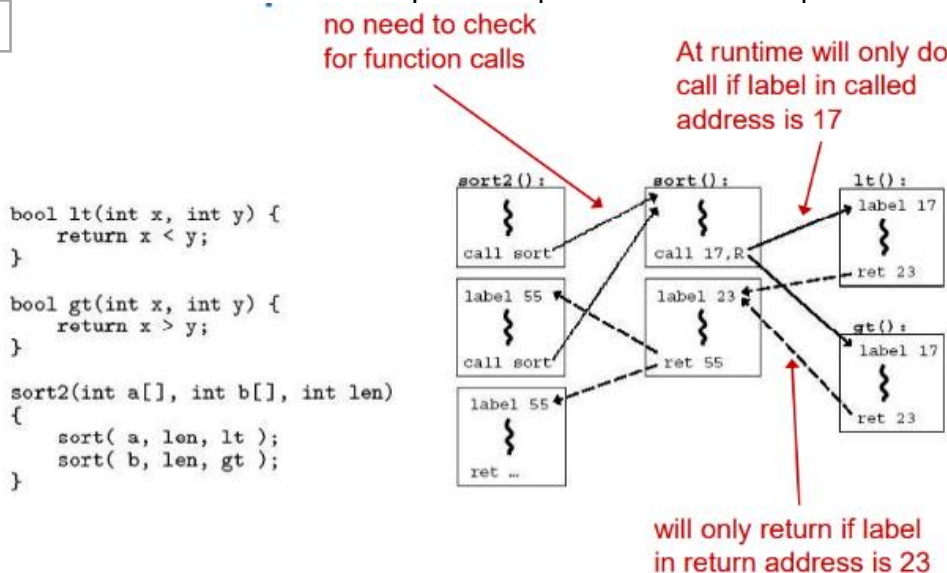 no need to check
for function calls
At runtime will only do
call if label in called
address is 17
bool lt(int x, int y) {
    return x < y;
}
bool gt(int x, int y) {
    return x > y;
}
sort2(int a[], int b[], int len)
{
    sort( a, len, lt );
    sort( b, len, gt );
}
sort2():
call sort
label 55
call sort
label 55
ret …
sort():
call 17,R
label 23
ret 55
lt():
label 17
ret 23
gt():
label 17
ret 23
will only return if label
in return address is 23